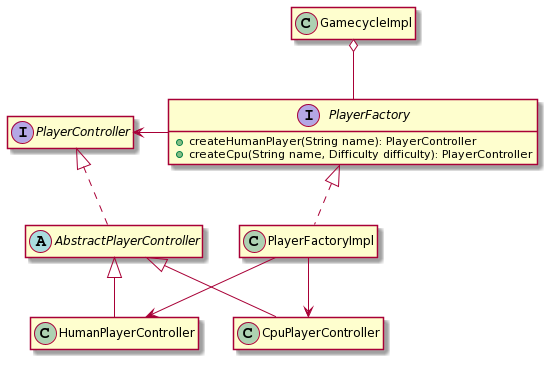 C GamecycleImpl
I PlayerController
I PlayerFactory
createHumanPlayer(String name): PlayerController
createCpu(String name, Difficulty difficulty): PlayerController
A AbstractPlayerController
C PlayerFactoryImpl
C HumanPlayerController
C CpuPlayerController